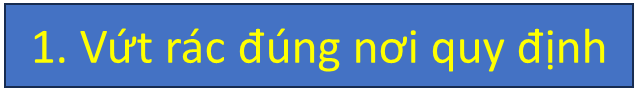 1. Vứt rác đúng nơi quy định